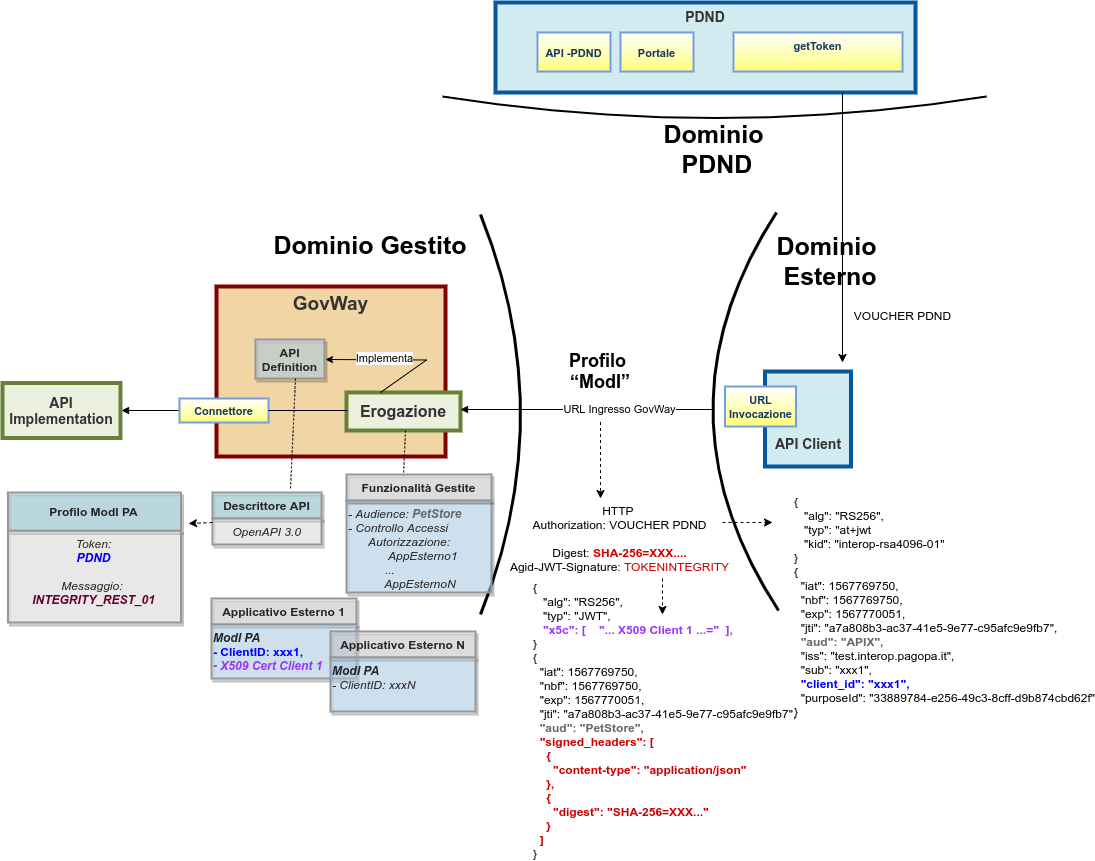 PDND
API -PDND
Portale
getToken
Dominio
PDND
Dominio Gestito
Dominio
Esterno
VOUCHER PDND
GovWay
API
Definition
Implementa
Profilo
“ModI”
API
Implementation
Connettore
Erogazione
URL Ingresso GovWay
URL
Invocazione
API Client
Profilo ModI PA
Token:
PDND
Messaggio:
INTEGRITY_REST_01
Descrittore API
OpenAPI 3.0
Funzionalità Gestite
- Audience: PetStore
- Controllo Accessi
Autorizzazione:
AppEsterno1
...
AppEsternoN
Applicativo Esterno 1
ModI PA
- ClientID: xxx1,
- X509 Cert Client 1
Applicativo Esterno N
ModI PA
- ClientID: xxxN
HTTP
Authorization: VOUCHER PDND
Digest: SHA-256=XXX....
Agid-JWT-Signature: TOKENINTEGRITY
{
"alg": "RS256",
"typ": "JWT",
"x5c": [ "... X509 Client 1 ...=" ],
}
{
"iat": 1567769750,
"nbf": 1567769750,
"exp": 1567770051,
"jti": "a7a808b3-ac37-41e5-9e77-c95afc9e9fb7",
"aud": "PetStore",
"signed_headers": [
{
"content-type": "application/json"
},
{
"digest": "SHA-256=XXX..."
}
]
}
{
"alg": "RS256",
"typ": "at+jwt
"kid": "interop-rsa4096-01"
}
{
"iat": 1567769750,
"nbf": 1567769750,
"exp": 1567770051,
"jti": "a7a808b3-ac37-41e5-9e77-c95afc9e9fb7",
"aud": "APIX",
"iss": "test.interop.pagopa.it",
"sub": "xxx1",
"client_id": "xxx1",
"purposeId": "33889784-e256-49c3-8cff-d9b874cbd62f"
}